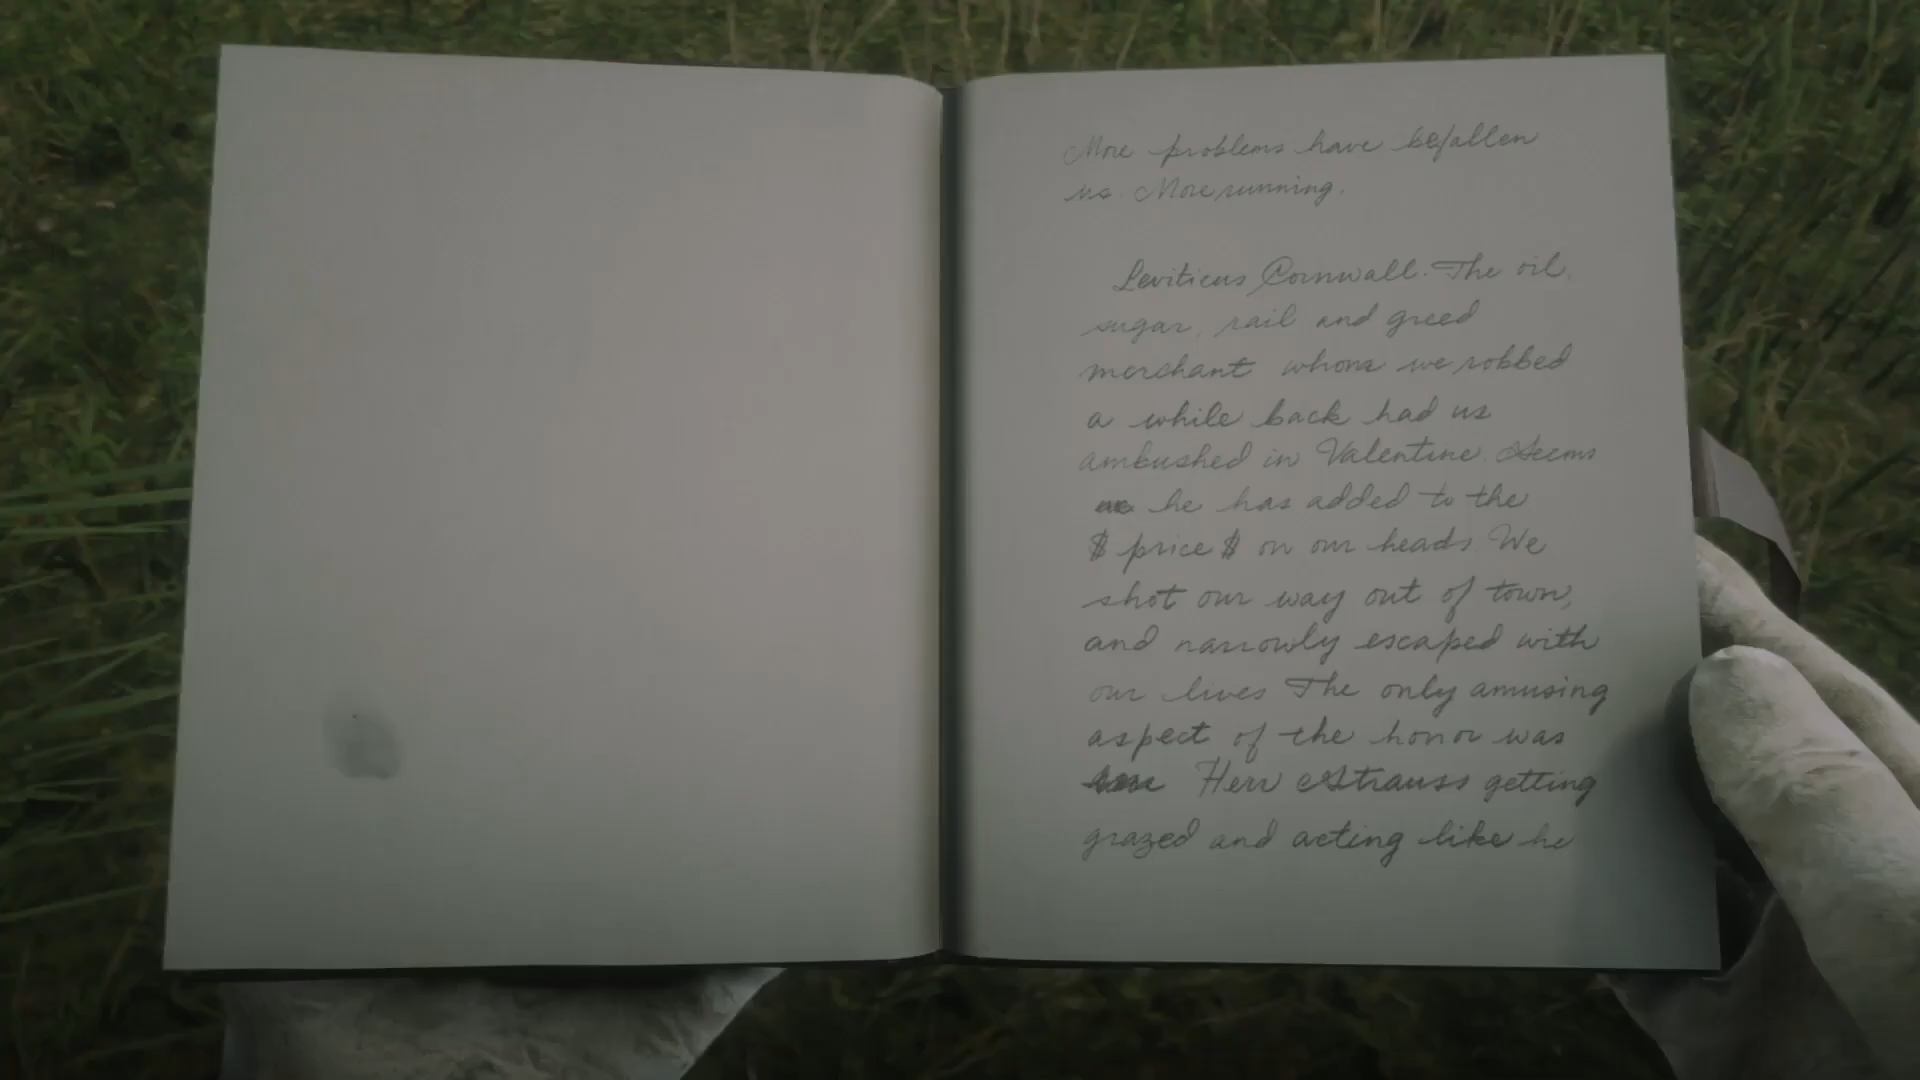 More problems have befallen
us. More running.
Leviticus Cornwall. The oil,
sugar, rail and greed
merchant whom we robbed
a while back had us
ambushed in Valentine. Seems
he has added to the
$ price $ on our heads We
shot our way out of town,
and narrowly escaped with
our lives The only amusing
aspect of the honor was
Herr Strauss getting
grazed and acting like he